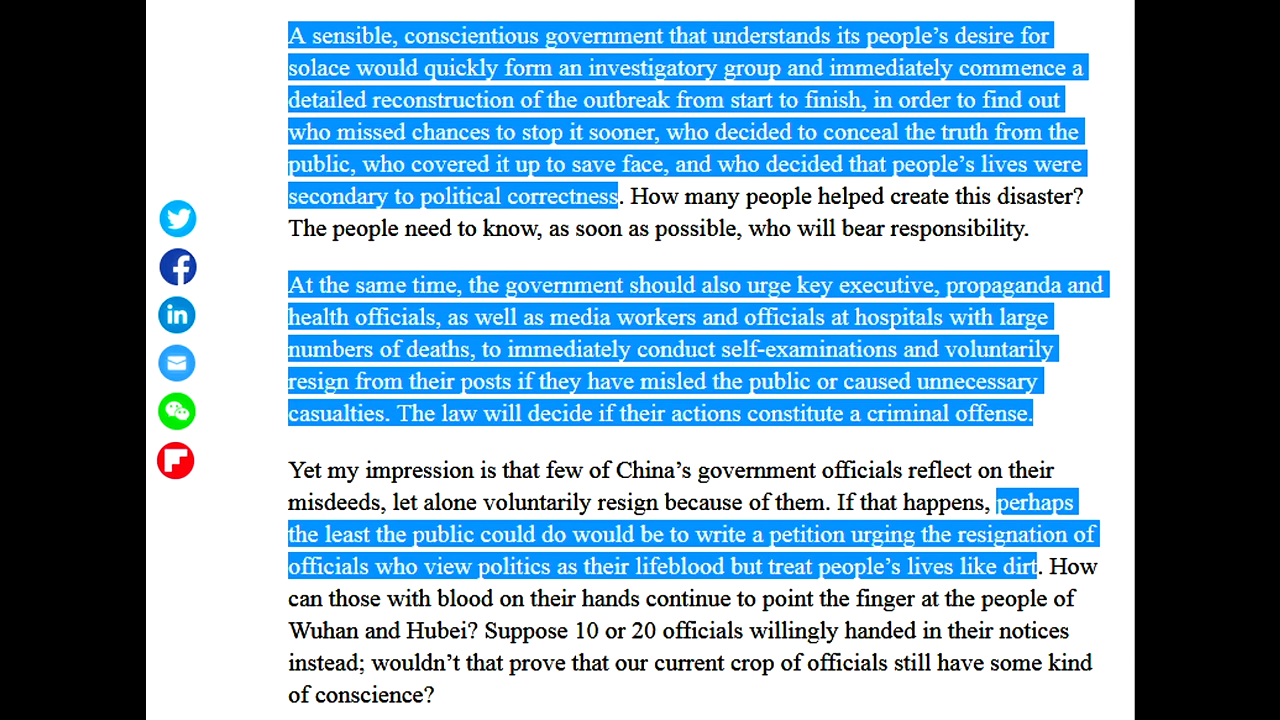 A sensible, conscientious government that understands its people’s desire for
solace would quickly form an investigatory group and immediately commence a
detailed reconstruction of the outbreak from start to finish, in order to find out
who missed chances to stop it sooner, who decided to conceal the truth from the
public, who covered it up to save face, and who decided that people’s lives were
secondary to political correctness. How many people helped create this disaster?
The people need to know, as soon as possible, who will bear responsibility.
At the same time, the government should also urge key executive, propaganda and
health officials, as well as media workers and officials at hospitals with large
numbers of deaths, to immediately conduct self-examinations and voluntarily
resign from their posts if they have misled the public or caused unnecessary
casualties. The law will decide if their actions constitute a criminal offense.
Yet my impression is that few of China’s government officials reflect on their
misdeeds, let alone voluntarily resign because of them. If that happens, perhaps
the least the public could do would be to write a petition urging the resignation of
officials who view politics as their lifeblood but treat people’s lives like dirt. How
can those with blood on their hands continue to point the finger at the people of
Wuhan and Hubei? Suppose 10 or 20 officials willingly handed in their notices
instead; wouldn’t that prove that our current crop of officials still have some kind
of conscience?